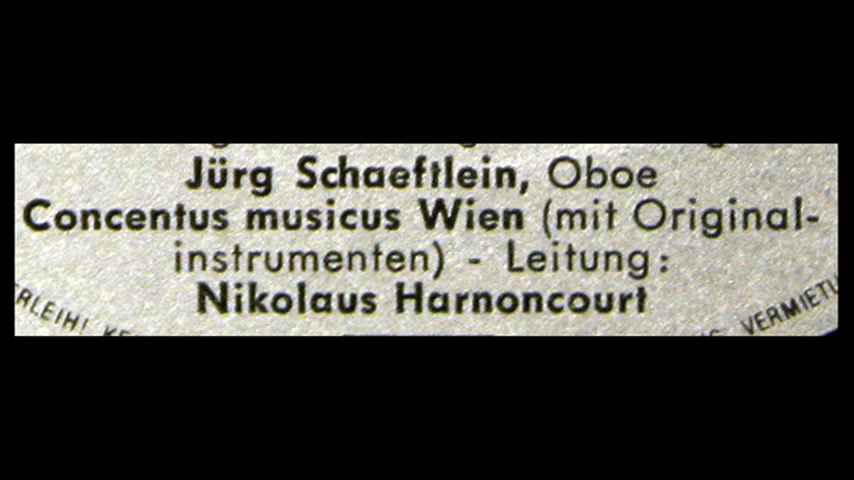 Jürg Schaeftlein, Oboe
Concentus musicus Wien (mit Original-
instrumenten) - Leitung:
Nikolaus Harnoncourt